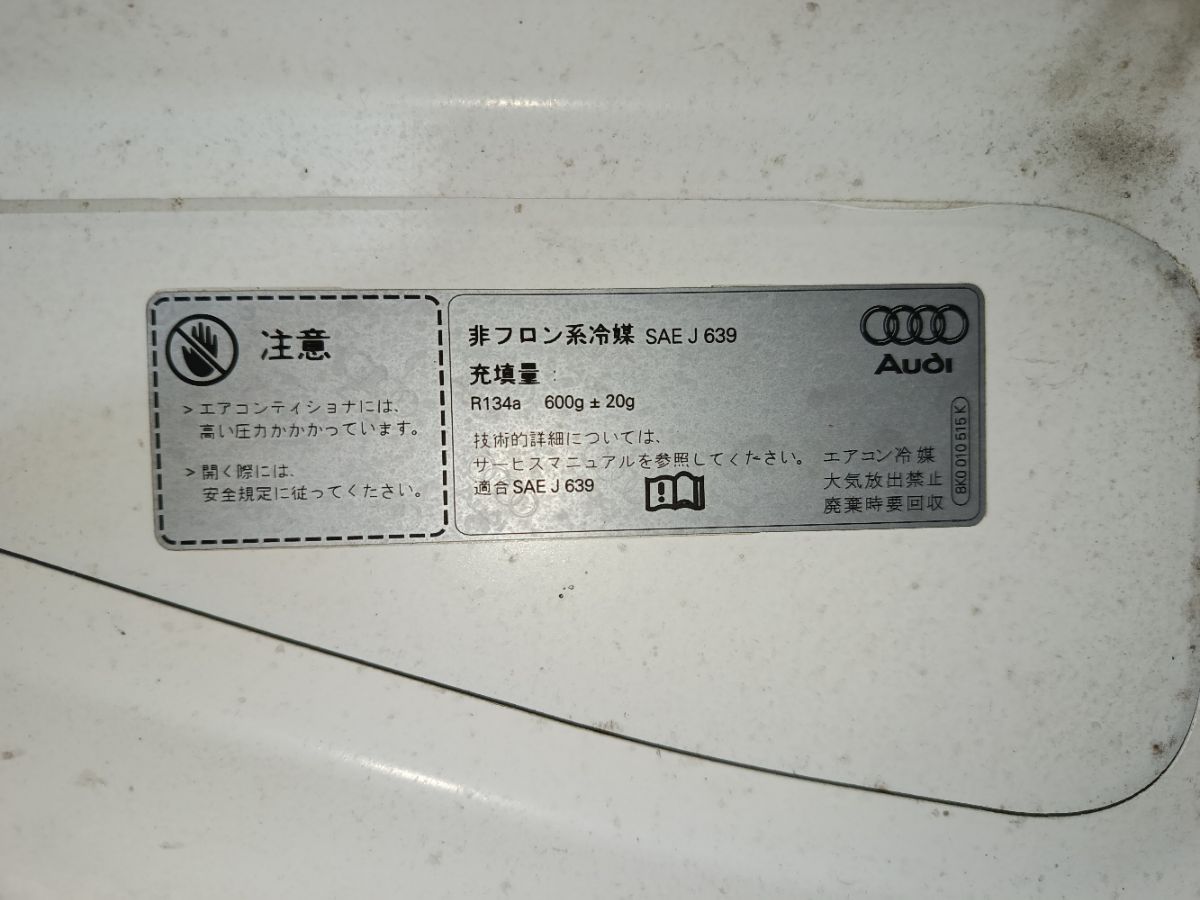 注意
> エアコンティショナには、
高い圧力かかかっています。
> 開く際には、
安全規定に従ってください。
非フロン系冷媒 SAE J 639
充填量 :
R134a 600g ± 20g
技術的詳細については、
サービスマニュアルを参照してください。
適合 SAE J 639
Audi
エアコン冷媒
大気放出禁止
廃棄時要回収
8K0 010 515 K